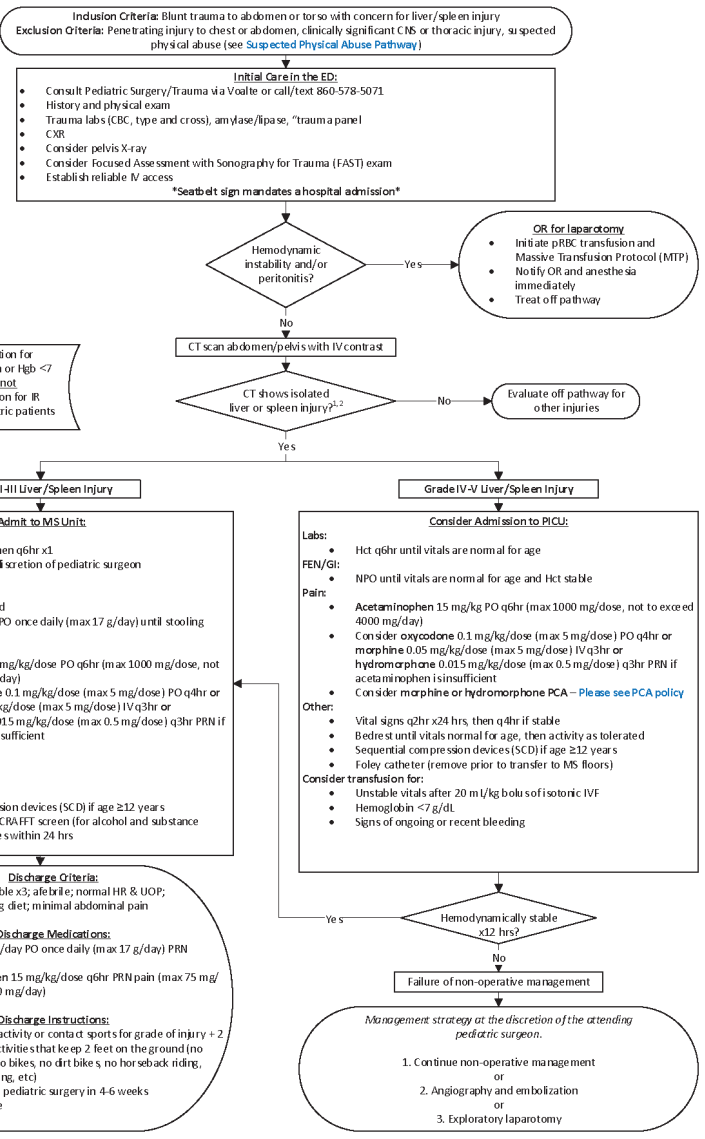 Inclusion Criteria: Blunt trauma to abdomen or torso with concern for liver/spleen injury
Exclusion Criteria: Penetrating injury to chest or abdomen, clinically significant CNS or thoracic injury, suspected
physical abuse (see Suspected Physical Abuse Pathway)
Initial Care in the ED:
• Consult Pediatric Surgery/Trauma via Voalte or call/text 860-578-5071
• History and physical exam
• Trauma labs (CBC, type and cross), amylase/lipase, "trauma panel
• CXR
• Consider pelvis X-ray
• Consider Focused Assessment with Sonography for Trauma (FAST) exam
• Establish reliable IV access
*Seatbelt sign mandates a hospital admission*
Hemodynamic
instability and/or
peritonitis?
Yes
OR for laparotomy
• Initiate pRBC transfusion and
Massive Transfusion Protocol (MTP)
• Notify OR and anesthesia
immediately
• Treat off pathway
No
CT scan abdomen/pelvis with IV contrast
tion for
n or Hgb <7
not
on for IR
tric patients
CT shows isolated
liver or spleen injury?1,2
No
Evaluate off pathway for
other injuries
Yes
I-III Liver/Spleen Injury
Admit to MS Unit:
hen q6hr x1
discretion of pediatric surgeon
d
PO once daily (max 17 g/day) until stooling
mg/kg/dose PO q6hr (max 1000 mg/dose, not
day)
e 0.1 mg/kg/dose (max 5 mg/dose) PO q4hr or
kg/dose (max 5 mg/dose) IV q3hr or
015 mg/kg/dose (max 0.5 mg/dose) q3hr PRN if
sufficient
sion devices (SCD) if age ≥12 years
CRAFFT screen (for alcohol and substance
es within 24 hrs
Grade IV-V Liver/Spleen Injury
Consider Admission to PICU:
Labs:
• Hct q6hr until vitals are normal for age
FEN/GI:
• NPO until vitals are normal for age and Hct stable
Pain:
• Acetaminophen 15 mg/kg PO q6hr (max 1000 mg/dose, not to exceed
4000 mg/day)
• Consider oxycodone 0.1 mg/kg/dose (max 5 mg/dose) PO q4hr or
morphine 0.05 mg/kg/dose (max 5 mg/dose) IV q3hr or
hydromorphone 0.015 mg/kg/dose (max 0.5 mg/dose) q3hr PRN if
acetaminophen is insufficient
• Consider morphine or hydromorphone PCA – Please see PCA policy
Other:
• Vital signs q2hr x24 hrs, then q4hr if stable
• Bedrest until vitals normal for age, then activity as tolerated
• Sequential compression devices (SCD) if age ≥12 years
• Foley catheter (remove prior to transfer to MS floors)
Consider transfusion for:
• Unstable vitals after 20 mL/kg bolus of isotonic IVF
• Hemoglobin <7 g/dL
• Signs of ongoing or recent bleeding
Discharge Criteria:
ble x3; afebrile; normal HR & UOP;
g diet; minimal abdominal pain
Discharge Medications:
/day PO once daily (max 17 g/day) PRN
en 15 mg/kg/dose q6hr PRN pain (max 75 mg/
0 mg/day)
Discharge Instructions:
activity or contact sports for grade of injury + 2
ctivities that keep 2 feet on the ground (no
o bikes, no dirt bikes, no horseback riding,
ng, etc)
pediatric surgery in 4-6 weeks
e
Yes
Hemodynamically stable
x12 hrs?
No
Failure of non-operative management
Management strategy at the discretion of the attending
pediatric surgeon.
1. Continue non-operative management
or
2. Angiography and embolization
or
3. Exploratory laparotomy